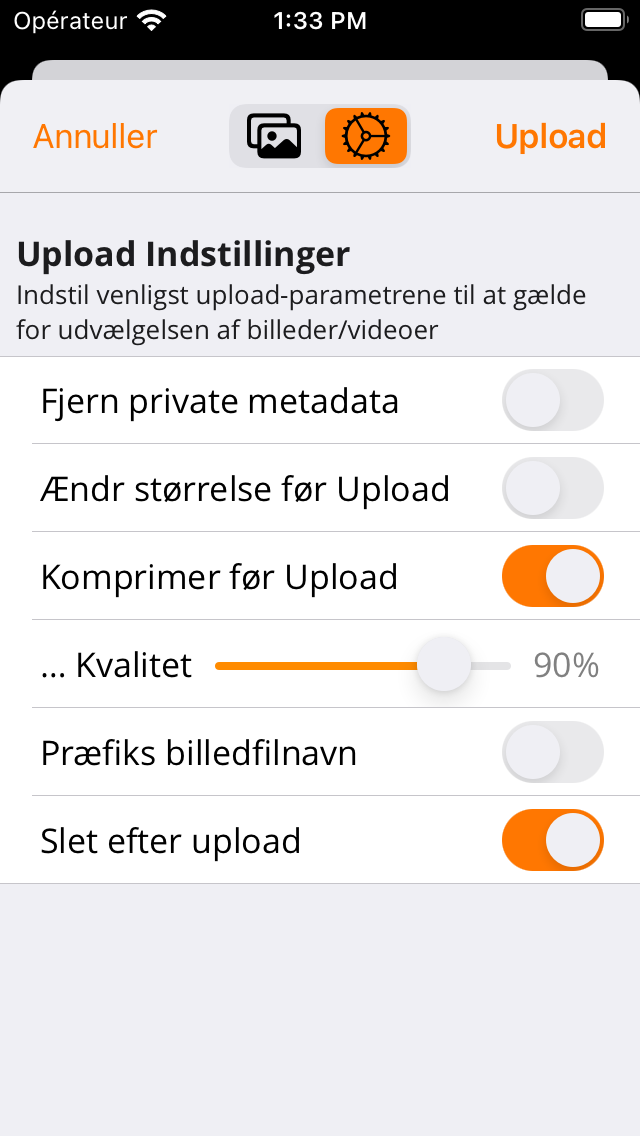 Opérateur 1:33 PM
Annuller Upload
Upload Indstillinger
Indstil venligst upload-parametrene til at gælde
for udvælgelsen af billeder/videoer
Fjern private metadata
Ændr størrelse før Upload
Komprimer før Upload
... Kvalitet 90%
Præfiks billedfilnavn
Slet efter upload